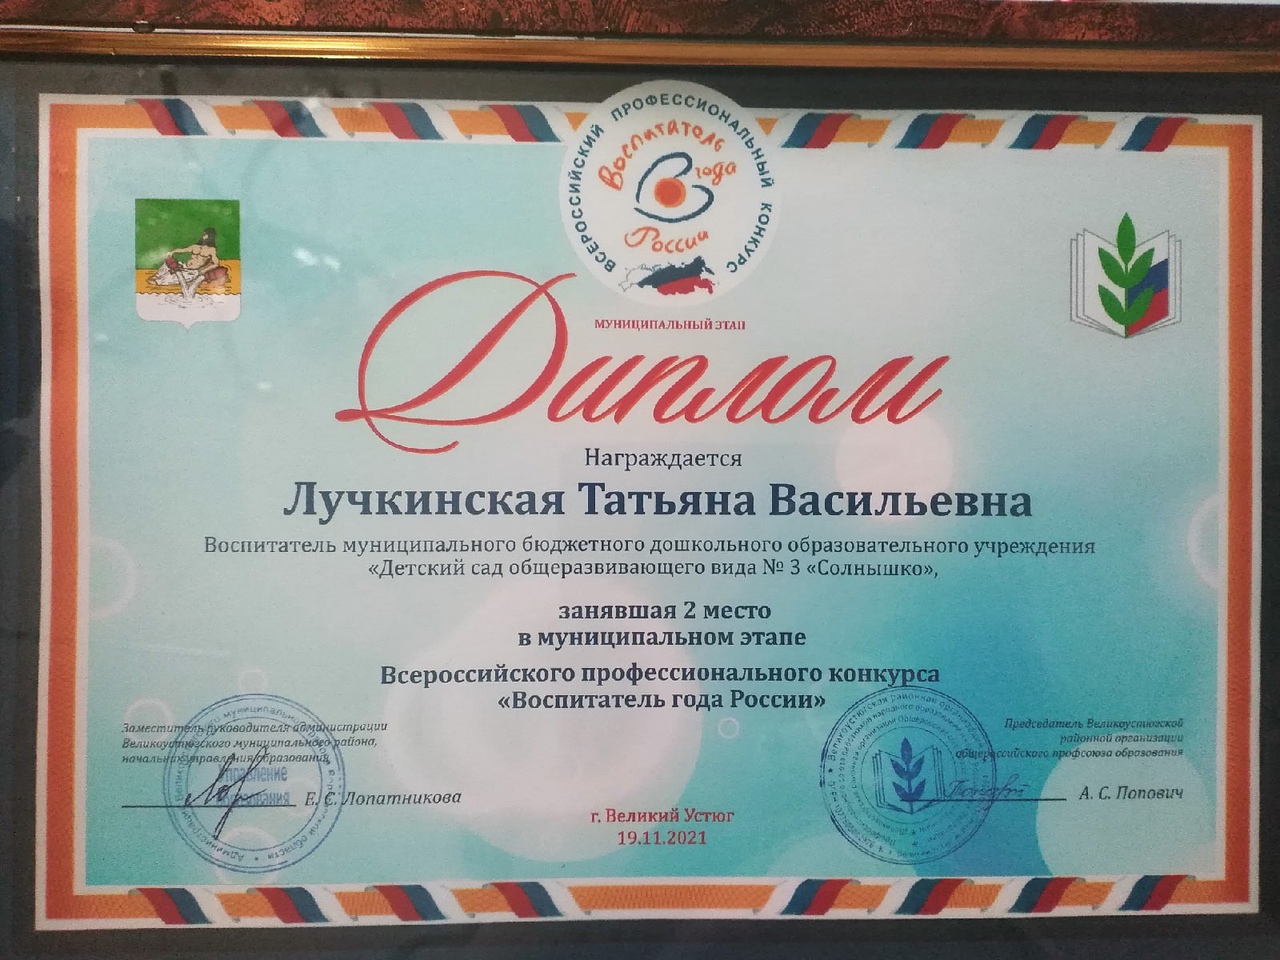 ВСЕРОССИЙСКИЙ ПРОФЕССИОНАЛЬНЫЙ КОНКУРС
Воспитатель
года
России
МУНИЦИПАЛЬНЫЙ ЭТАП
Диплом
Награждается
Лучкинская Татьяна Васильевна
Воспитатель муниципального бюджетного дошкольного образовательного учреждения
«Детский сад общеразвивающего вида № 3 «Солнышко»,
занявшая 2 место
в муниципальном этапе
Всероссийского профессионального конкурса
«Воспитатель года России»
Заместитель руководителя администрации
Великоустюгского муниципального района,
начальник управления образования
Управление
образования
Е. С. Лопатникова
Председатель Великоустюгской
районной организации
общероссийского профсоюза образования
А. С. Попович
г. Великий Устюг
19.11.2021